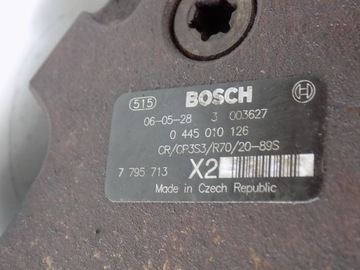 515 BOSCH
06-05-28 3 003627
0 445 010 126
CR/CP3S3/R70/20-89S
7 795 713 X2
Made in Czech Republic